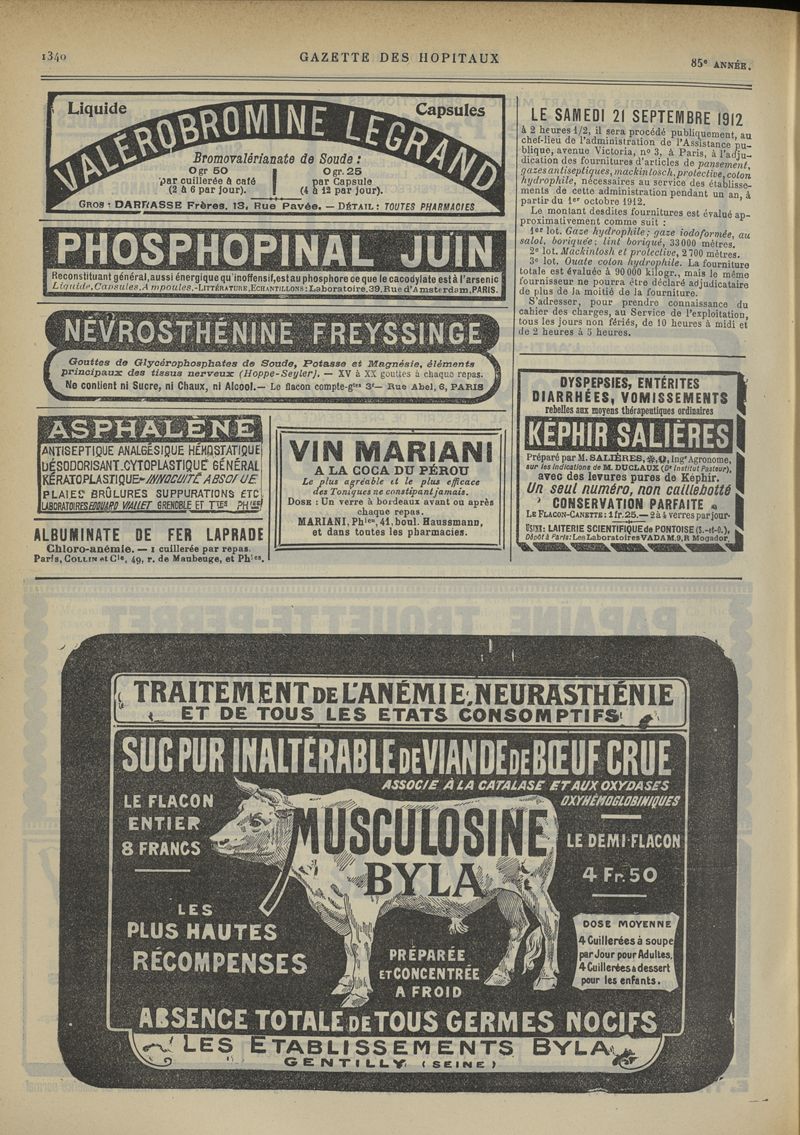 1340
GAZETTE DES HOPITAUX
85e ANNÉE.
Liquide
Capsules
VALÉROBROMINE LEGRAND
Bromovalérianate de Soude :
0gr 50
par cuillerée à café
(2 à 6 par jour).
0gr.25
par Capsule
(4 à 12 par jour).
GROS : DARRASSE Frères, 13, Rue Pavée. — DÉTAIL : TOUTES PHARMACIES
PHOSPHOPINAL JUIN
Reconstituant général, aussi énergique qu'inoffensif, est au phosphore ce que le cacodylate est à l'arsenic
Liquide, Capsules, Ampoules.-LITTÉRATURE, ECHANTILLONS : Laboratoire, 39, Rue d'Amsterdam, PARIS.
NÉVROSTHÉNINE FREYSSINGE
Gouttes de Glycérophosphates de Soude, Potasse et Magnésie, éléments
principaux des tissus nerveux (Hoppe-Seyler). — XV à XX gouttes à chaque repas.
Ne contient ni Sucre, ni Chaux, ni Alcool. — Le flacon compte-gtes 3f — Rue Abel, 6, PARIS
ASPHALÈNE
ANTISEPTIQUE ANALGÉSIQUE HÉMOSTATIQUE
DÉSODORISANT. CYTOPLASTIQUE GÉNÉRAL
KÉRATOPLASTIQUE - INNOCUITÉ ABSOLUE
PLAIES BRÛLURES SUPPURATIONS ETC
LABORATOIRES EDOUARD VALLET GRENOBLE ET TTES PHIES
ALBUMINATE DE FER LAPRADE
Chloro-anémie. — 1 cuillerée par repas.
Paris, COLLIN et Cie, 49, r. de Maubeuge, et Phies.
VIN MARIANI
A LA COCA DU PÉROU
Le plus agréable et le plus efficace
des Toniques ne constipant jamais.
DOSE : Un verre à bordeaux avant ou après
chaque repas.
MARIANI, Phien, 41, boul. Haussmann,
et dans toutes les pharmacies.
LE SAMEDI 21 SEPTEMBRE 1912
à 2 heures 1/2, il sera procédé publiquement, au
chef-lieu de l'administration de l'Assistance pu-
blique, avenue Victoria, n° 3, à Paris, à l'adju-
dication des fournitures d'articles de pansement,
gazes antiseptiques, mackintosch, protective, coton
hydrophile, nécessaires au service des établisse-
ments de cette administration pendant un an, à
partir du 1er octobre 1912.
Le montant desdites fournitures est évalué ap-
proximativement comme suit :
1er lot. Gaze hydrophile; gaze iodoformée, au
salol, boriquée; lint boriqué, 33 000 mètres.
2e lot. Mackintosh et protective, 2 700 mètres.
3e lot. Ouate coton hydrophile. La fourniture
totale est évaluée à 90 000 kilogr., mais le même
fournisseur ne pourra être déclaré adjudicataire
de plus de la moitié de la fourniture.
S'adresser, pour prendre connaissance du
cahier des charges, au Service de l'exploitation,
tous les jours non fériés, de 10 heures à midi et
de 2 heures à 5 heures.
DYSPEPSIES, ENTÉRITES
DIARRHÉES, VOMISSEMENTS
rebelles aux moyens thérapeutiques ordinaires
KÉPHIR SALIÈRES
Préparé par M. SALIÈRES, Ingr Agronome,
sur les indications de M. DUCLAUX (Dr Institut Pasteur),
avec des levures pures de Képhir.
Un seul numéro, non caillebotté
CONSERVATION PARFAITE
LE FLACON-CANETTE : 1 fr. 25. — 2 à 4 verres par jour.
USINE : LAITERIE SCIENTIFIQUE de PONTOISE (S.-et-O.).
Dépôt à Paris : Les Laboratoires VADAM, 9, R Mogador.
TRAITEMENT DE L'ANÉMIE, NEURASTHÉNIE
ET DE TOUS LES ETATS CONSOMPTIFS
SUC PUR INALTÉRABLE DE VIANDE DE BŒUF CRUE
ASSOCIE À LA CATALASE ET AUX OXYDASES
OXYHÉMOGLOBINIQUES
LE FLACON
ENTIER
8 FRANCS
MUSCULOSINE
BYLA
LE DEMI-FLACON
4 Fr. 50
LES
PLUS HAUTES
RÉCOMPENSES
PRÉPARÉE
ET CONCENTRÉE
A FROID
DOSE MOYENNE
4 Cuillerées à soupe
par Jour pour Adultes,
4 Cuillerées à dessert
pour les enfants.
ABSENCE TOTALE DE TOUS GERMES NOCIFS
LES ETABLISSEMENTS BYLA
GENTILLY (SEINE)